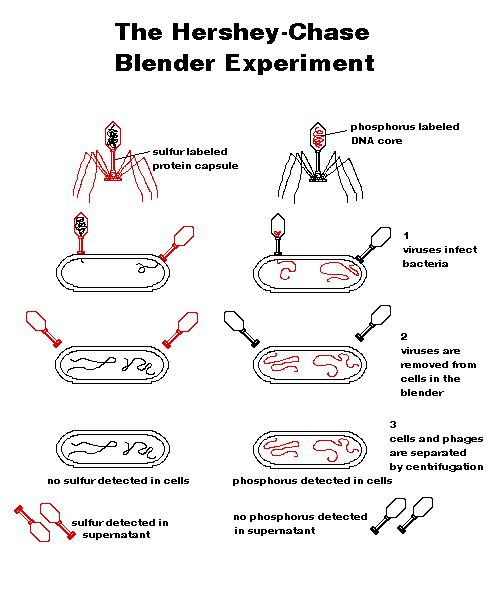 The Hershey-Chase
Blender Experiment
sulfur labeled
protein capsule
phosphorus labeled
DNA core
1
viruses infect
bacteria
2
viruses are
removed from
cells in the
blender
3
cells and phages
are separated
by centrifugation
no sulfur detected in cells
phosphorus detected in cells
sulfur detected in
supernatant
no phosphorus detected
in supernatant